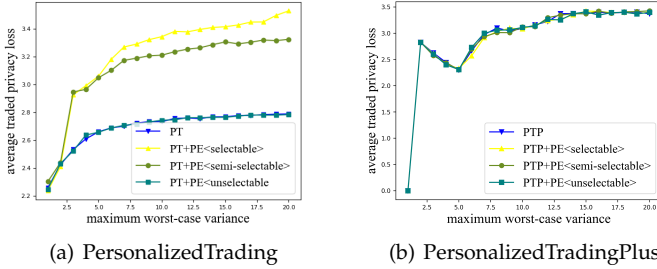 average traded privacy loss
3.4
3.2
3.0
2.8
2.6
2.4
2.2
PT
PT+PE<selectable>
PT+PE<semi-selectable>
PT+PE<unselectable
2.5 5.0 7.5 10.0 12.5 15.0 17.5 20.0
maximum worst-case variance
(a) PersonalizedTrading
average traded privacy loss
3.5
3.0
2.5
2.0
1.5
1.0
0.5
0.0
PTP
PTP+PE<selectable>
PTP+PE<semi-selectable>
PTP+PE<unselectable>
2.5 5.0 7.5 10.0 12.5 15.0 17.5 20.0
maximum worst-case variance
(b) PersonalizedTradingPlus